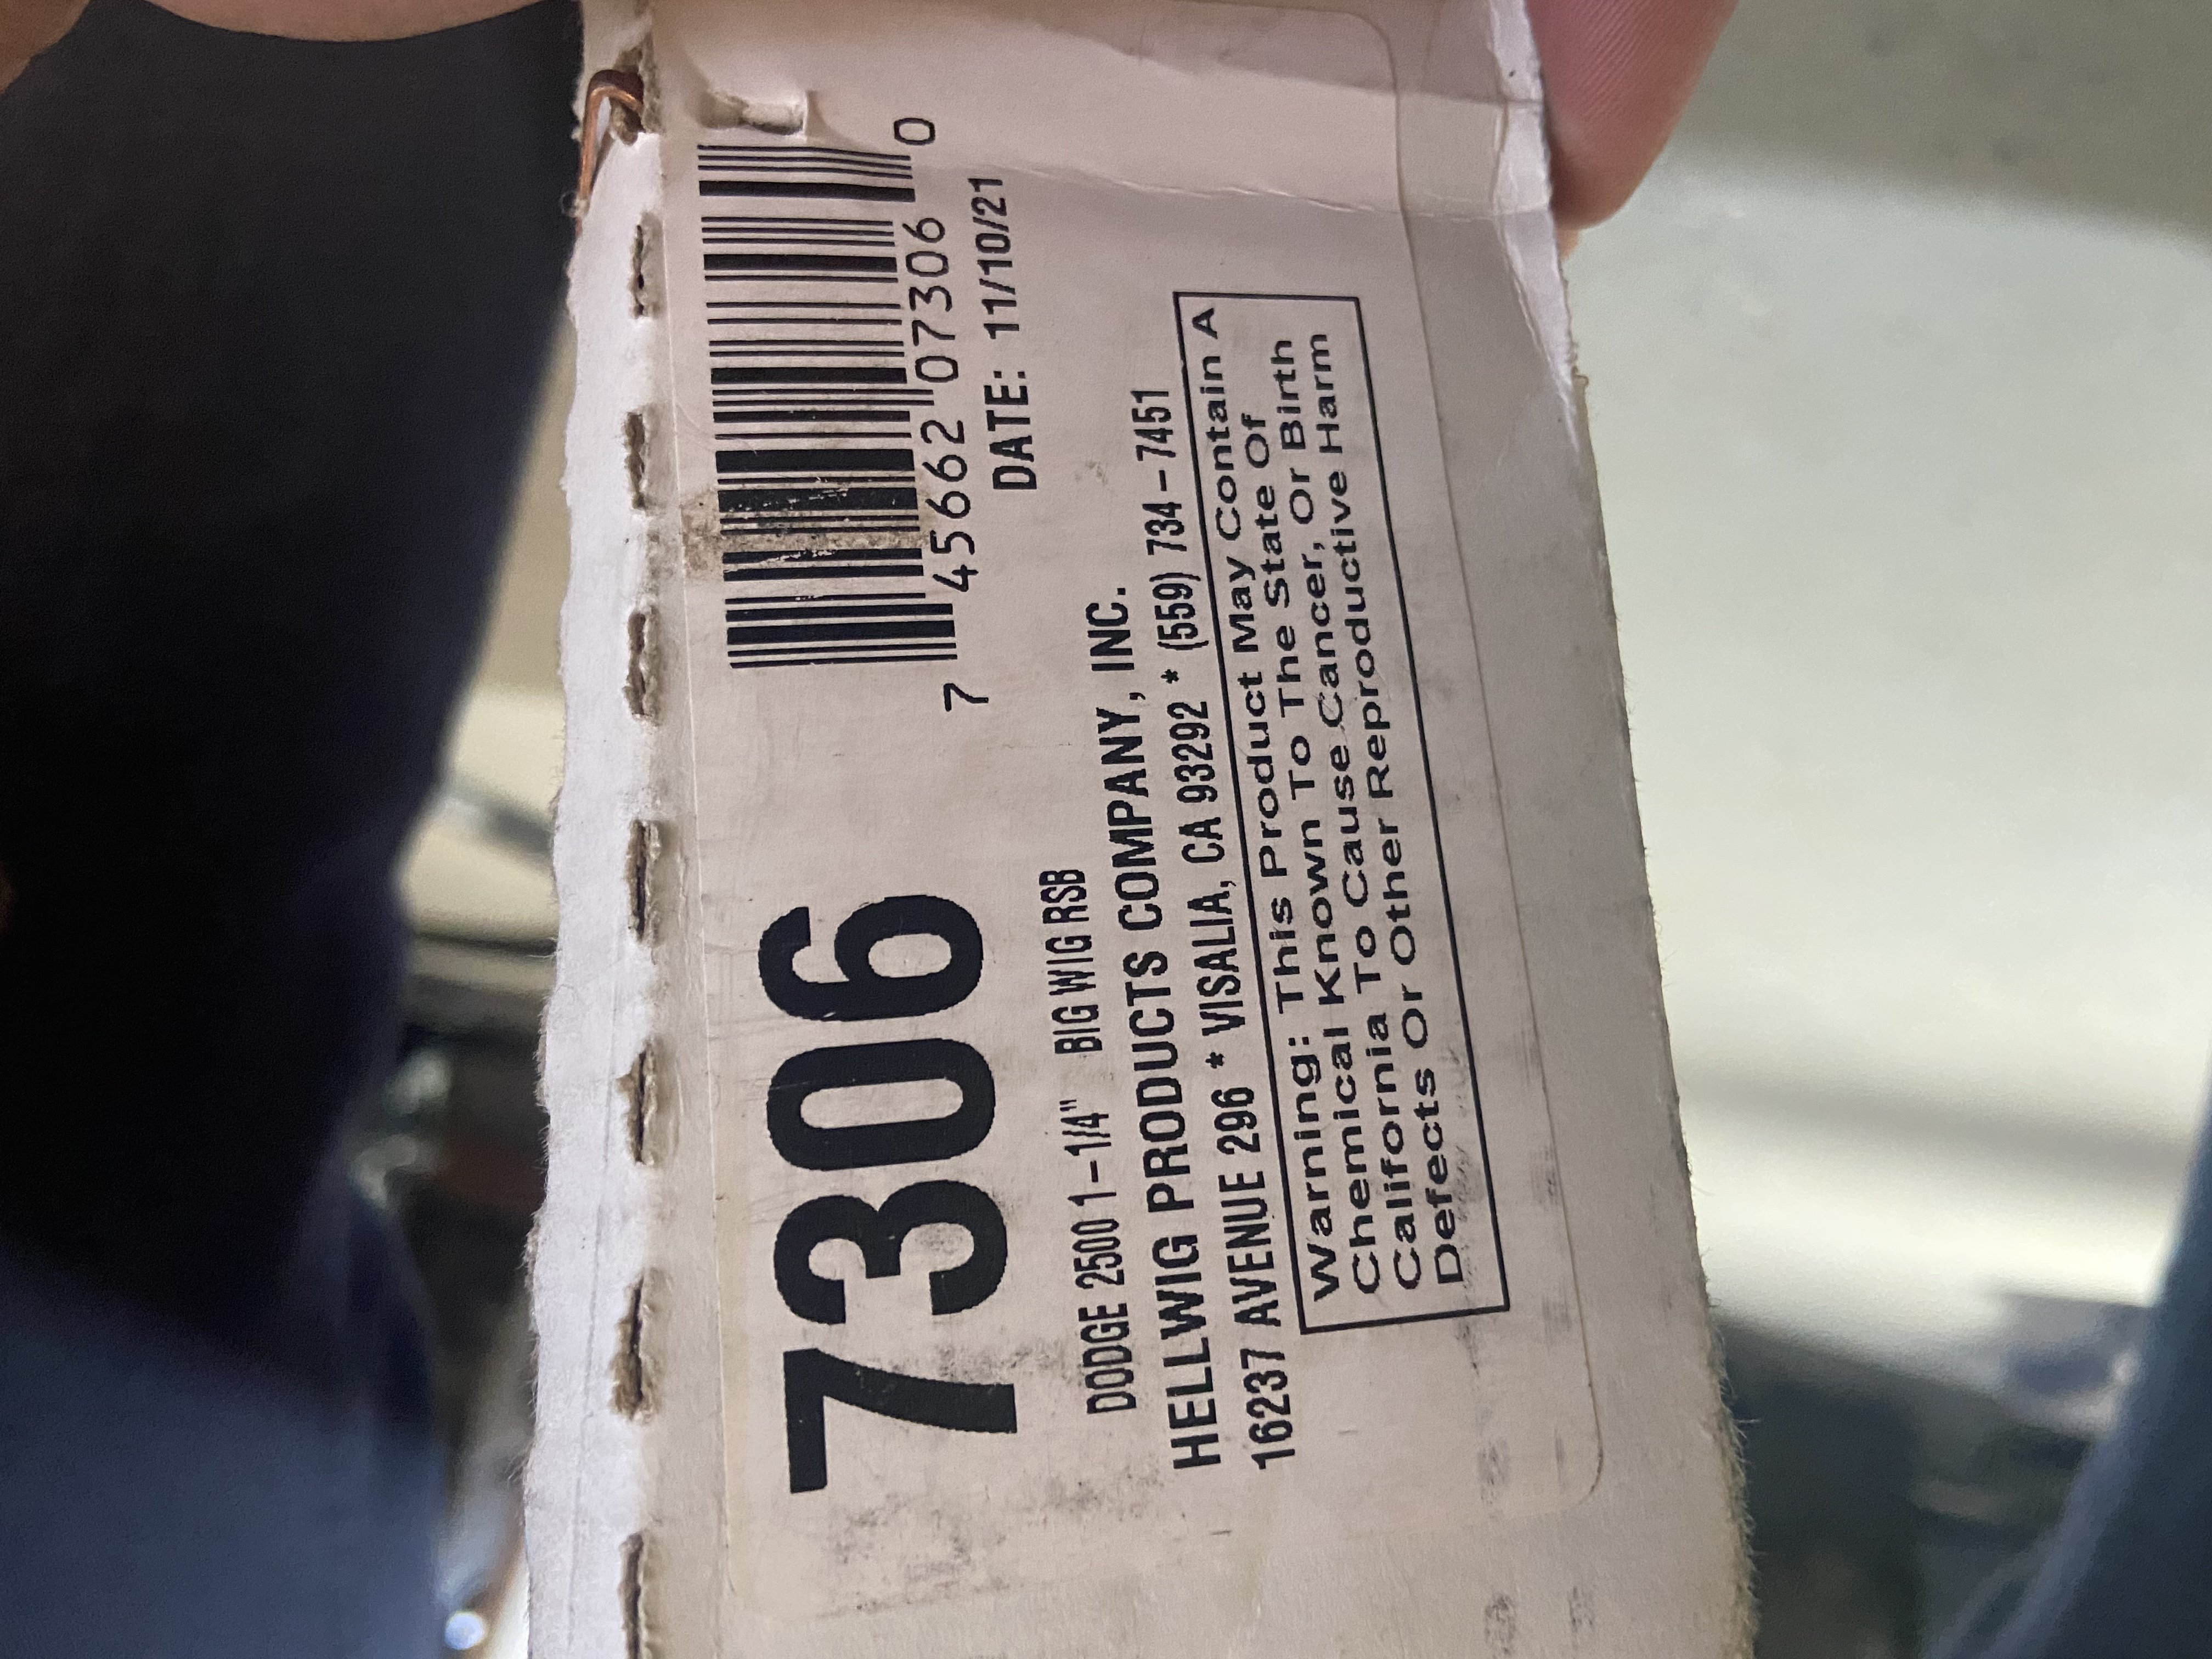 7306
7 45662 07306 0
DATE: 11/10/21
DODGE 2500 1-1/4" BIG WIG RSB
HELLWIG PRODUCTS COMPANY, INC.
16237 AVENUE 296 * VISALIA, CA 93292 * (559) 734-7451
Warning: This Product May Contain A
Chemical Known To The State Of
California To Cause Cancer, Or Birth
Defects Or Other Reproductive Harm